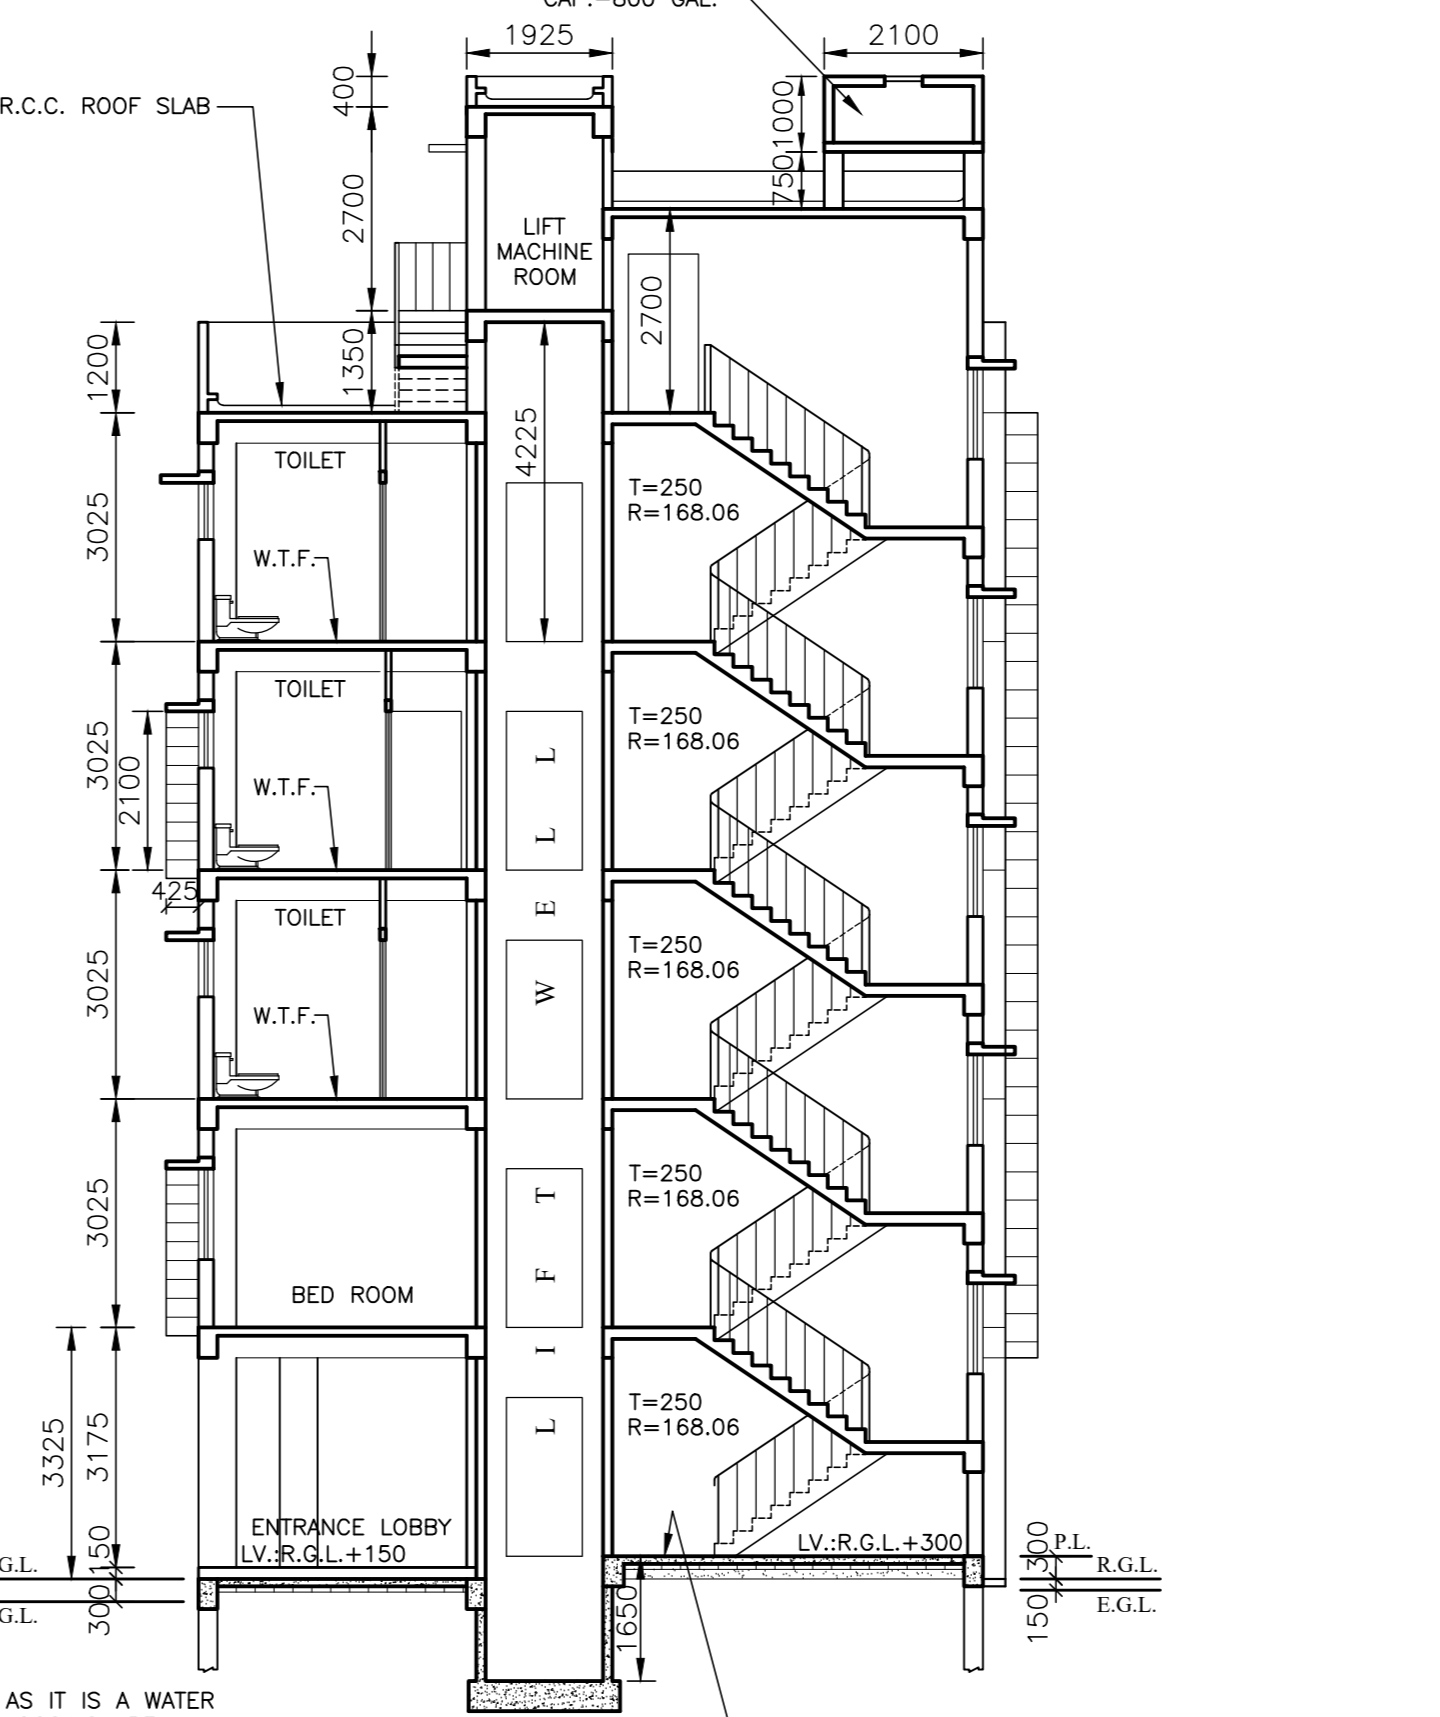 CAP.-800 GAL.
1925
2100
400
R.C.C. ROOF SLAB
1000
750
2700
LIFT
MACHINE
ROOM
2700
1200
1350
4225
TOILET
T=250
R=168.06
3025
W.T.F.
TOILET
T=250
R=168.06
3025
2100
W.T.F.
L
L
425
TOILET
E
T=250
R=168.06
3025
W.T.F.
W
T=250
R=168.06
3025
T
F
BED ROOM
I
T=250
R=168.06
3325
3175
L
ENTRANCE LOBBY
LV.:R.G.L.+150
LV.:R.G.L.+300
150
300
P.L.
G.L.
R.G.L.
300
G.L.
1650
150
E.G.L.
AS IT IS A WATER